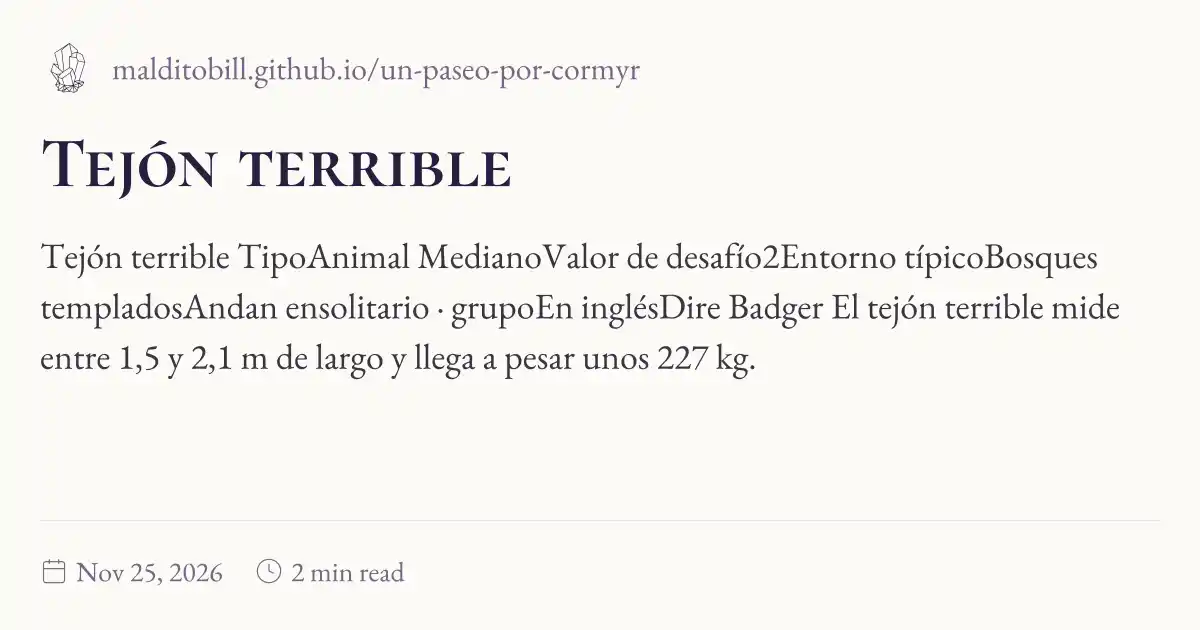 malditobill.github.io/un-paseo-por-cormyr
Tejón terrible
Tejón terrible TipoAnimal MedianoValor de desafío2Entorno típicoBosques
templadosAndan ensolitario · grupoEn inglésDire Badger El tejón terrible mide
entre 1,5 y 2,1 m de largo y llega a pesar unos 227 kg.
Nov 25, 2026 2 min read